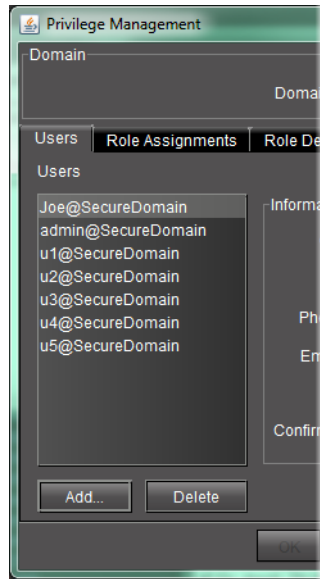 Privilege Management
Domain
Domai
Users Role Assignments Role De
Users
Joe@SecureDomain
admin@SecureDomain
u1@SecureDomain
u2@SecureDomain
u3@SecureDomain
u4@SecureDomain
u5@SecureDomain
Informa
Ph
Em
Confirm
Add... Delete
OK